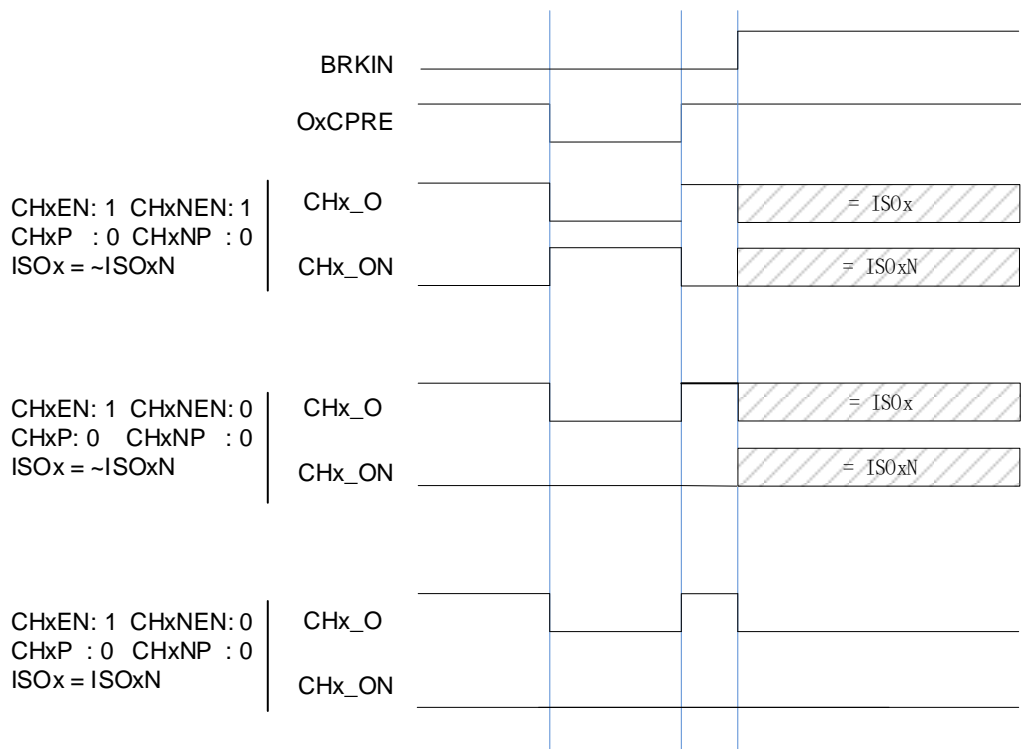 BRKIN
OxCPRE
CHxEN: 1 CHxNEN: 1
CHxP : 0 CHxNP : 0
ISOx = ~ISOxN
CHx_O
= ISOx
CHx_ON
= ISOxN
CHxEN: 1 CHxNEN: 0
CHxP: 0 CHxNP : 0
ISOx = ~ISOxN
CHx_O
= ISOx
CHx_ON
= ISOxN
CHxEN: 1 CHxNEN: 0
CHxP : 0 CHxNP : 0
ISOx = ISOxN
CHx_O
CHx_ON